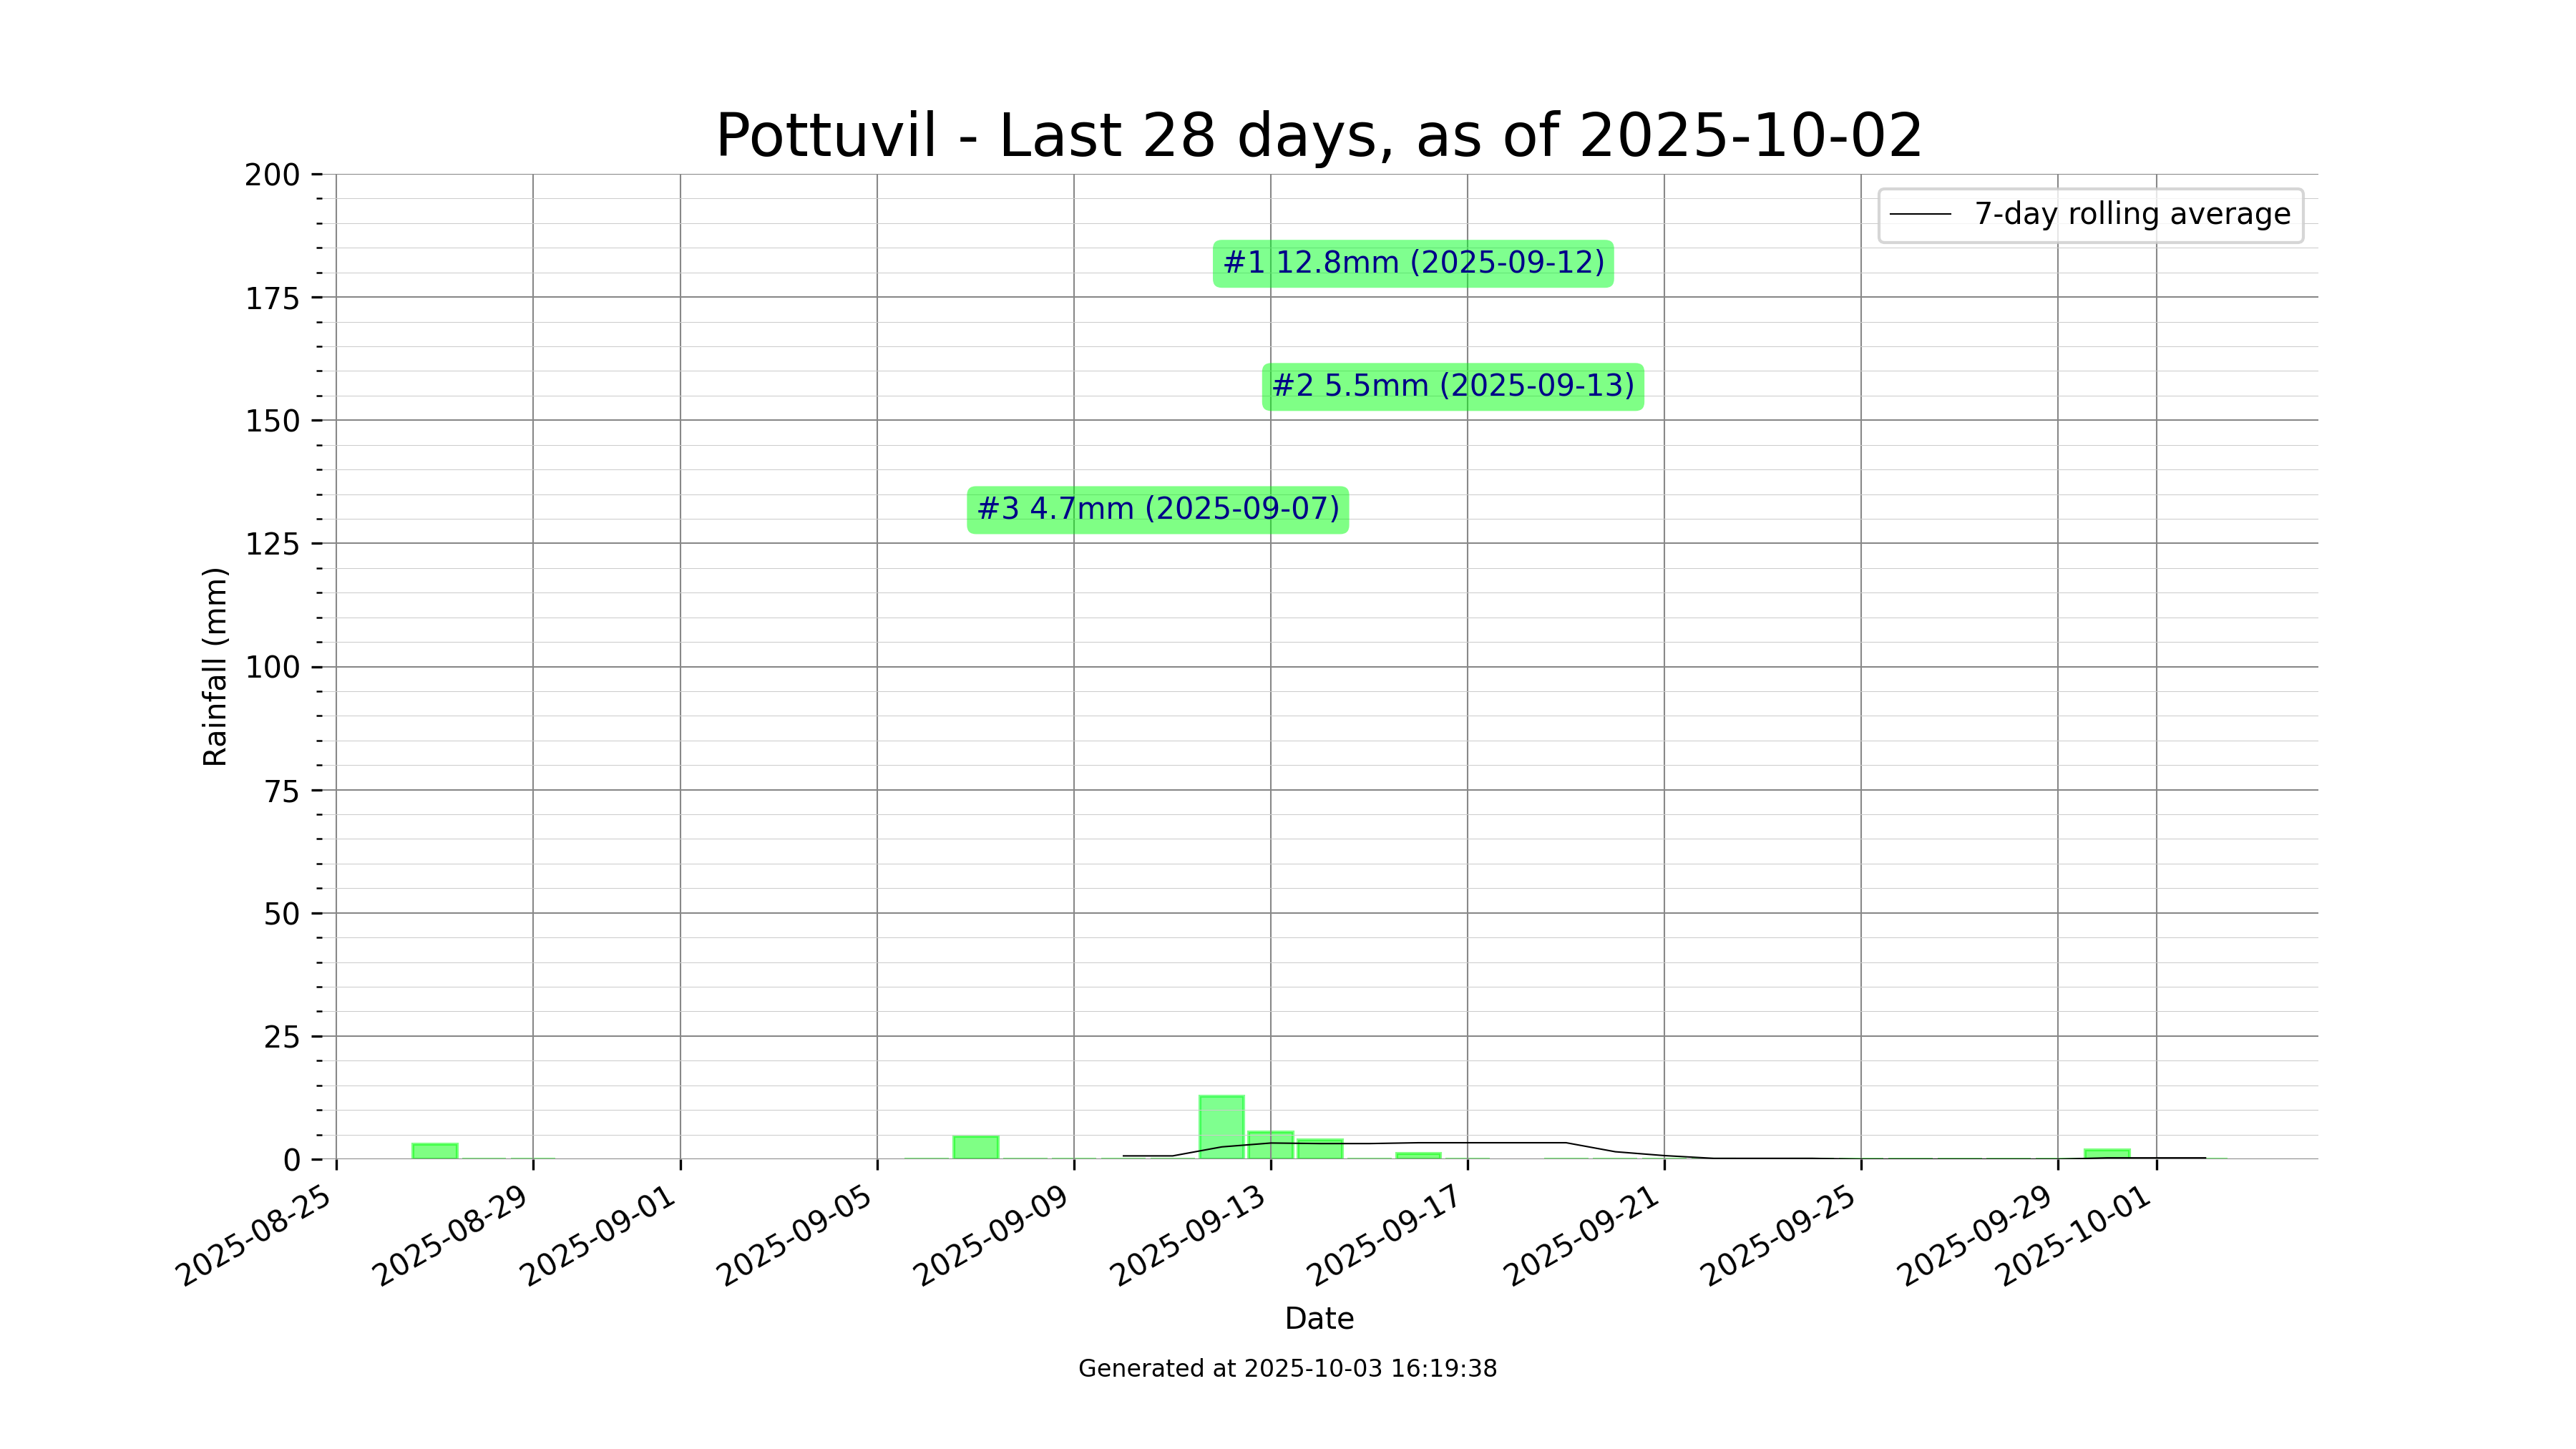 Pottuvil - Last 28 days, as of 2025-10-02
7-day rolling average
#1 12.8mm (2025-09-12)
#2 5.5mm (2025-09-13)
#3 4.7mm (2025-09-07)
Rainfall (mm)
200
175
150
125
100
75
50
25
0
2025-08-25
2025-08-29
2025-09-01
2025-09-05
2025-09-09
2025-09-13
2025-09-17
2025-09-21
2025-09-25
2025-09-29
2025-10-01
Date
Generated at 2025-10-03 16:19:38